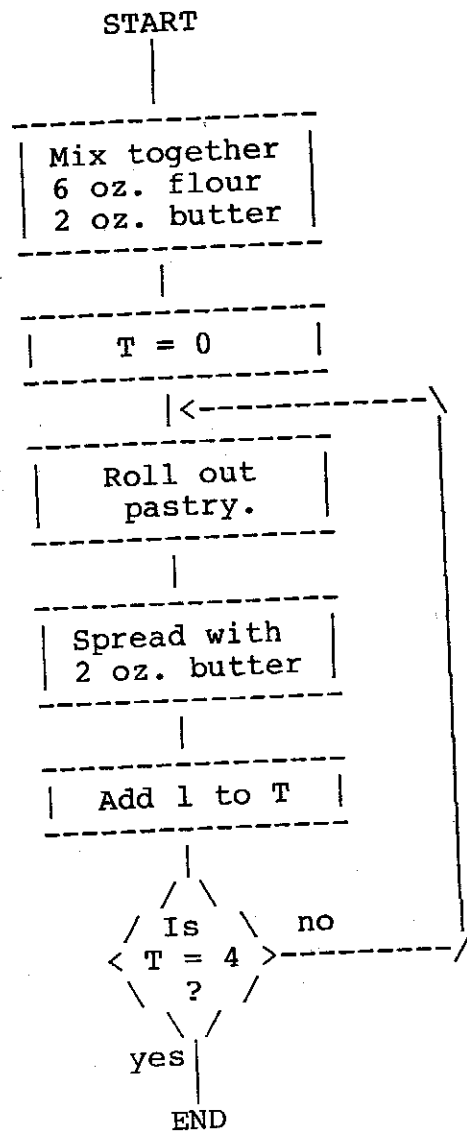 START
Mix together
6 oz. flour
2 oz. butter
T = 0
Roll out
pastry.
Spread with
2 oz. butter
Add 1 to T
Is
T = 4
?
no
yes
END